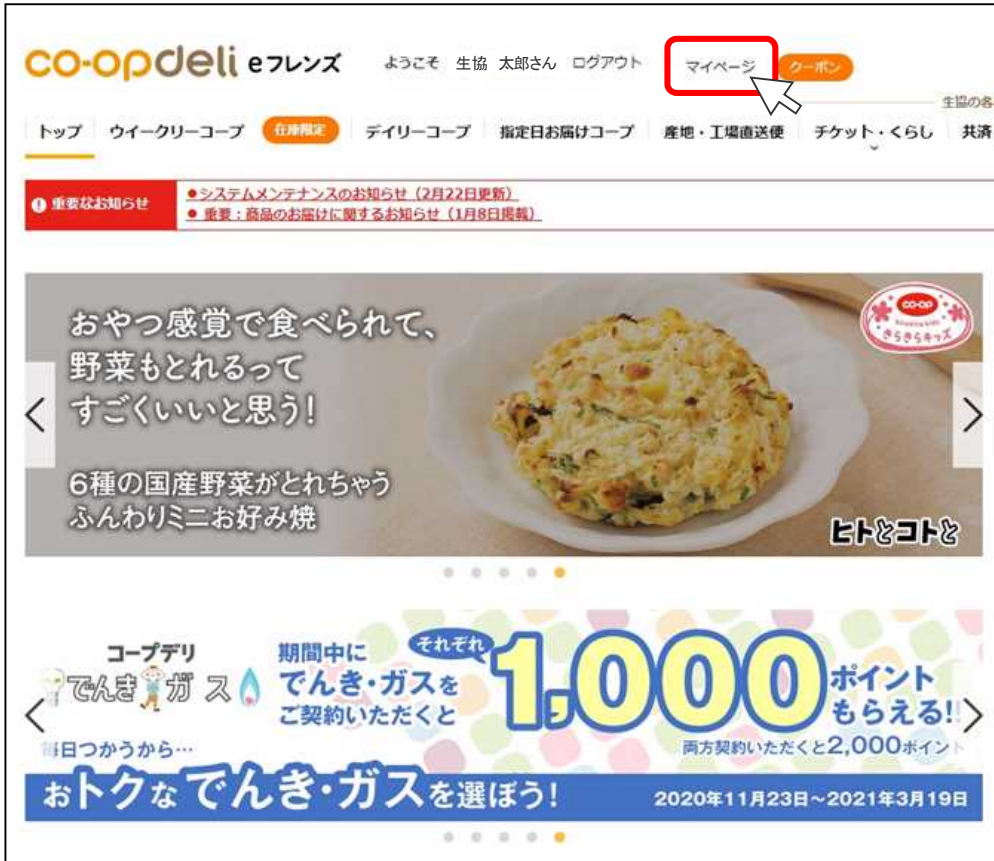 co-opdeli eフレンズ ようこそ 生協 太郎さん ログアウト マイページ クーポン
生協の各
トップ ウイークリーコープ 在庫限定 デイリーコープ 指定日お届けコープ 産地・工場直送便 チケット・くらし 共済
重要なお知らせ
●システムメンテナンスのお知らせ（2月22日更新）
● 重要：商品のお届けに関するお知らせ（1月8日掲載）
おやつ感覚で食べられて、
野菜もとれるって
すごくいいと思う!
6種の国産野菜がとれちゃう
ふんわりミニお好み焼
co-op
きらきらキッズ
ヒトとコトと
コープデリ
でんき ガス
毎日つかうから…
期間中に
でんき・ガスを
ご契約いただくと
それぞれ
1,000
ポイント
もらえる!!
両方契約いただくと2,000ポイント
おトクなでんき・ガスを選ぼう!
2020年11月23日～2021年3月19日